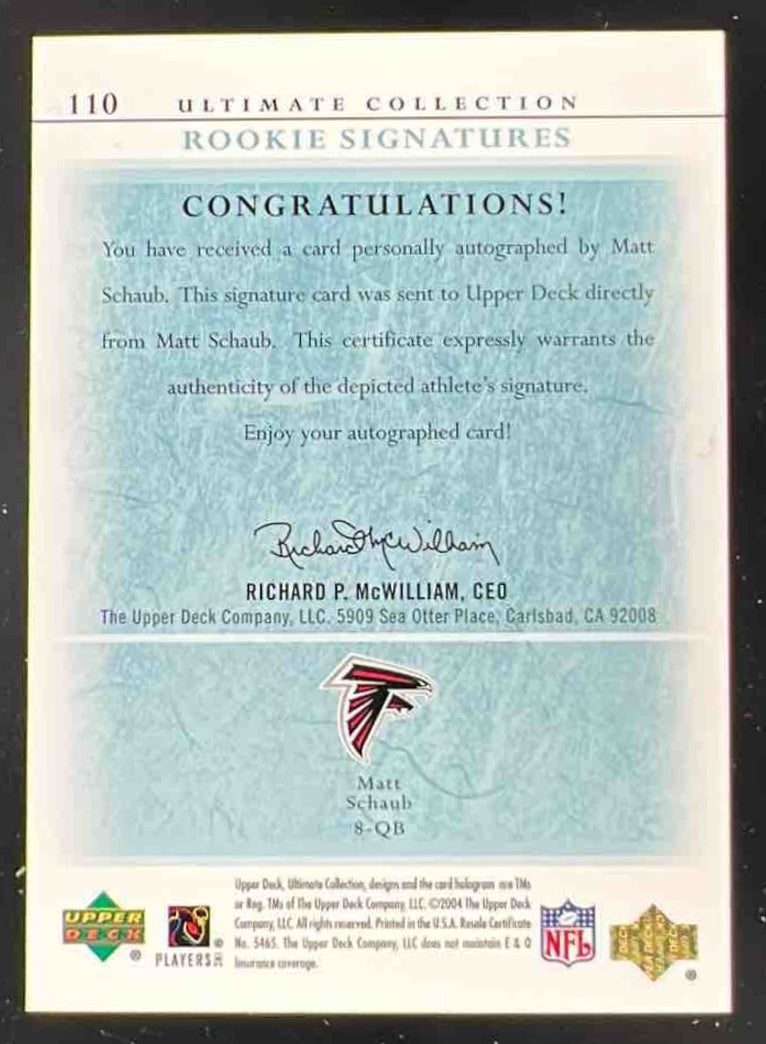 110 ULTIMATE COLLECTION
ROOKIE SIGNATURES
CONGRATULATIONS!
You have received a card personally autographed by Matt
Schaub. This signature card was sent to Upper Deck directly
from Matt Schaub. This certificate expressly warrants the
authenticity of the depicted athlete's signature.
Enjoy your autographed card!
Richard McWilliam
RICHARD P. McWILLIAM, CEO
The Upper Deck Company, LLC. 5909 Sea Otter Place, Carlsbad, CA 92008
Matt
Schaub
8-QB
Upper Deck, Ultimate Collection, designs and the card hologram are TMs
or Reg. TMs of The Upper Deck Company, LLC. ©2004 The Upper Deck
Company, LLC. All rights reserved. Printed in the U.S.A. Resale Certificate
No. 5465. The Upper Deck Company, LLC does not maintain E & O
Insurance coverage.
UPPER
DECK
®
PLAYERS
®
NFL
®